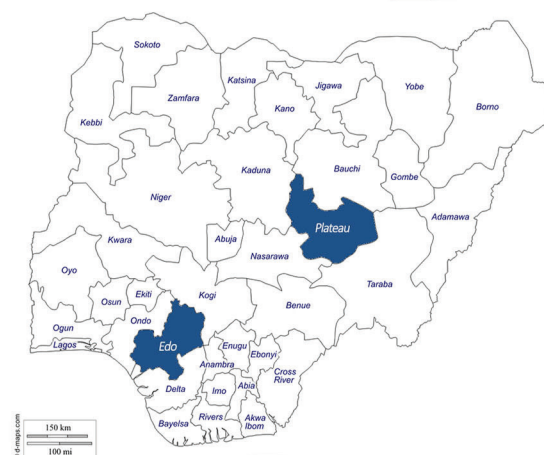 Sokoto
Katsina
Jigawa
Yobe
Borno
Zamfara
Kano
Kebbi
Kaduna
Bauchi
Gombe
Niger
Plateau
Adamawa
Abuja
Kwara
Nasarawa
Oyo
Taraba
Kogi
Ekiti
Osun
Benue
Ondo
Ogun
Lagos
Edo
Enugu
Ebonyi
Anambra
Cross
River
Delta
Imo
Abia
Bayelsa
Rivers
Akwa
Ibom
150 km
100 mi
d-maps.com